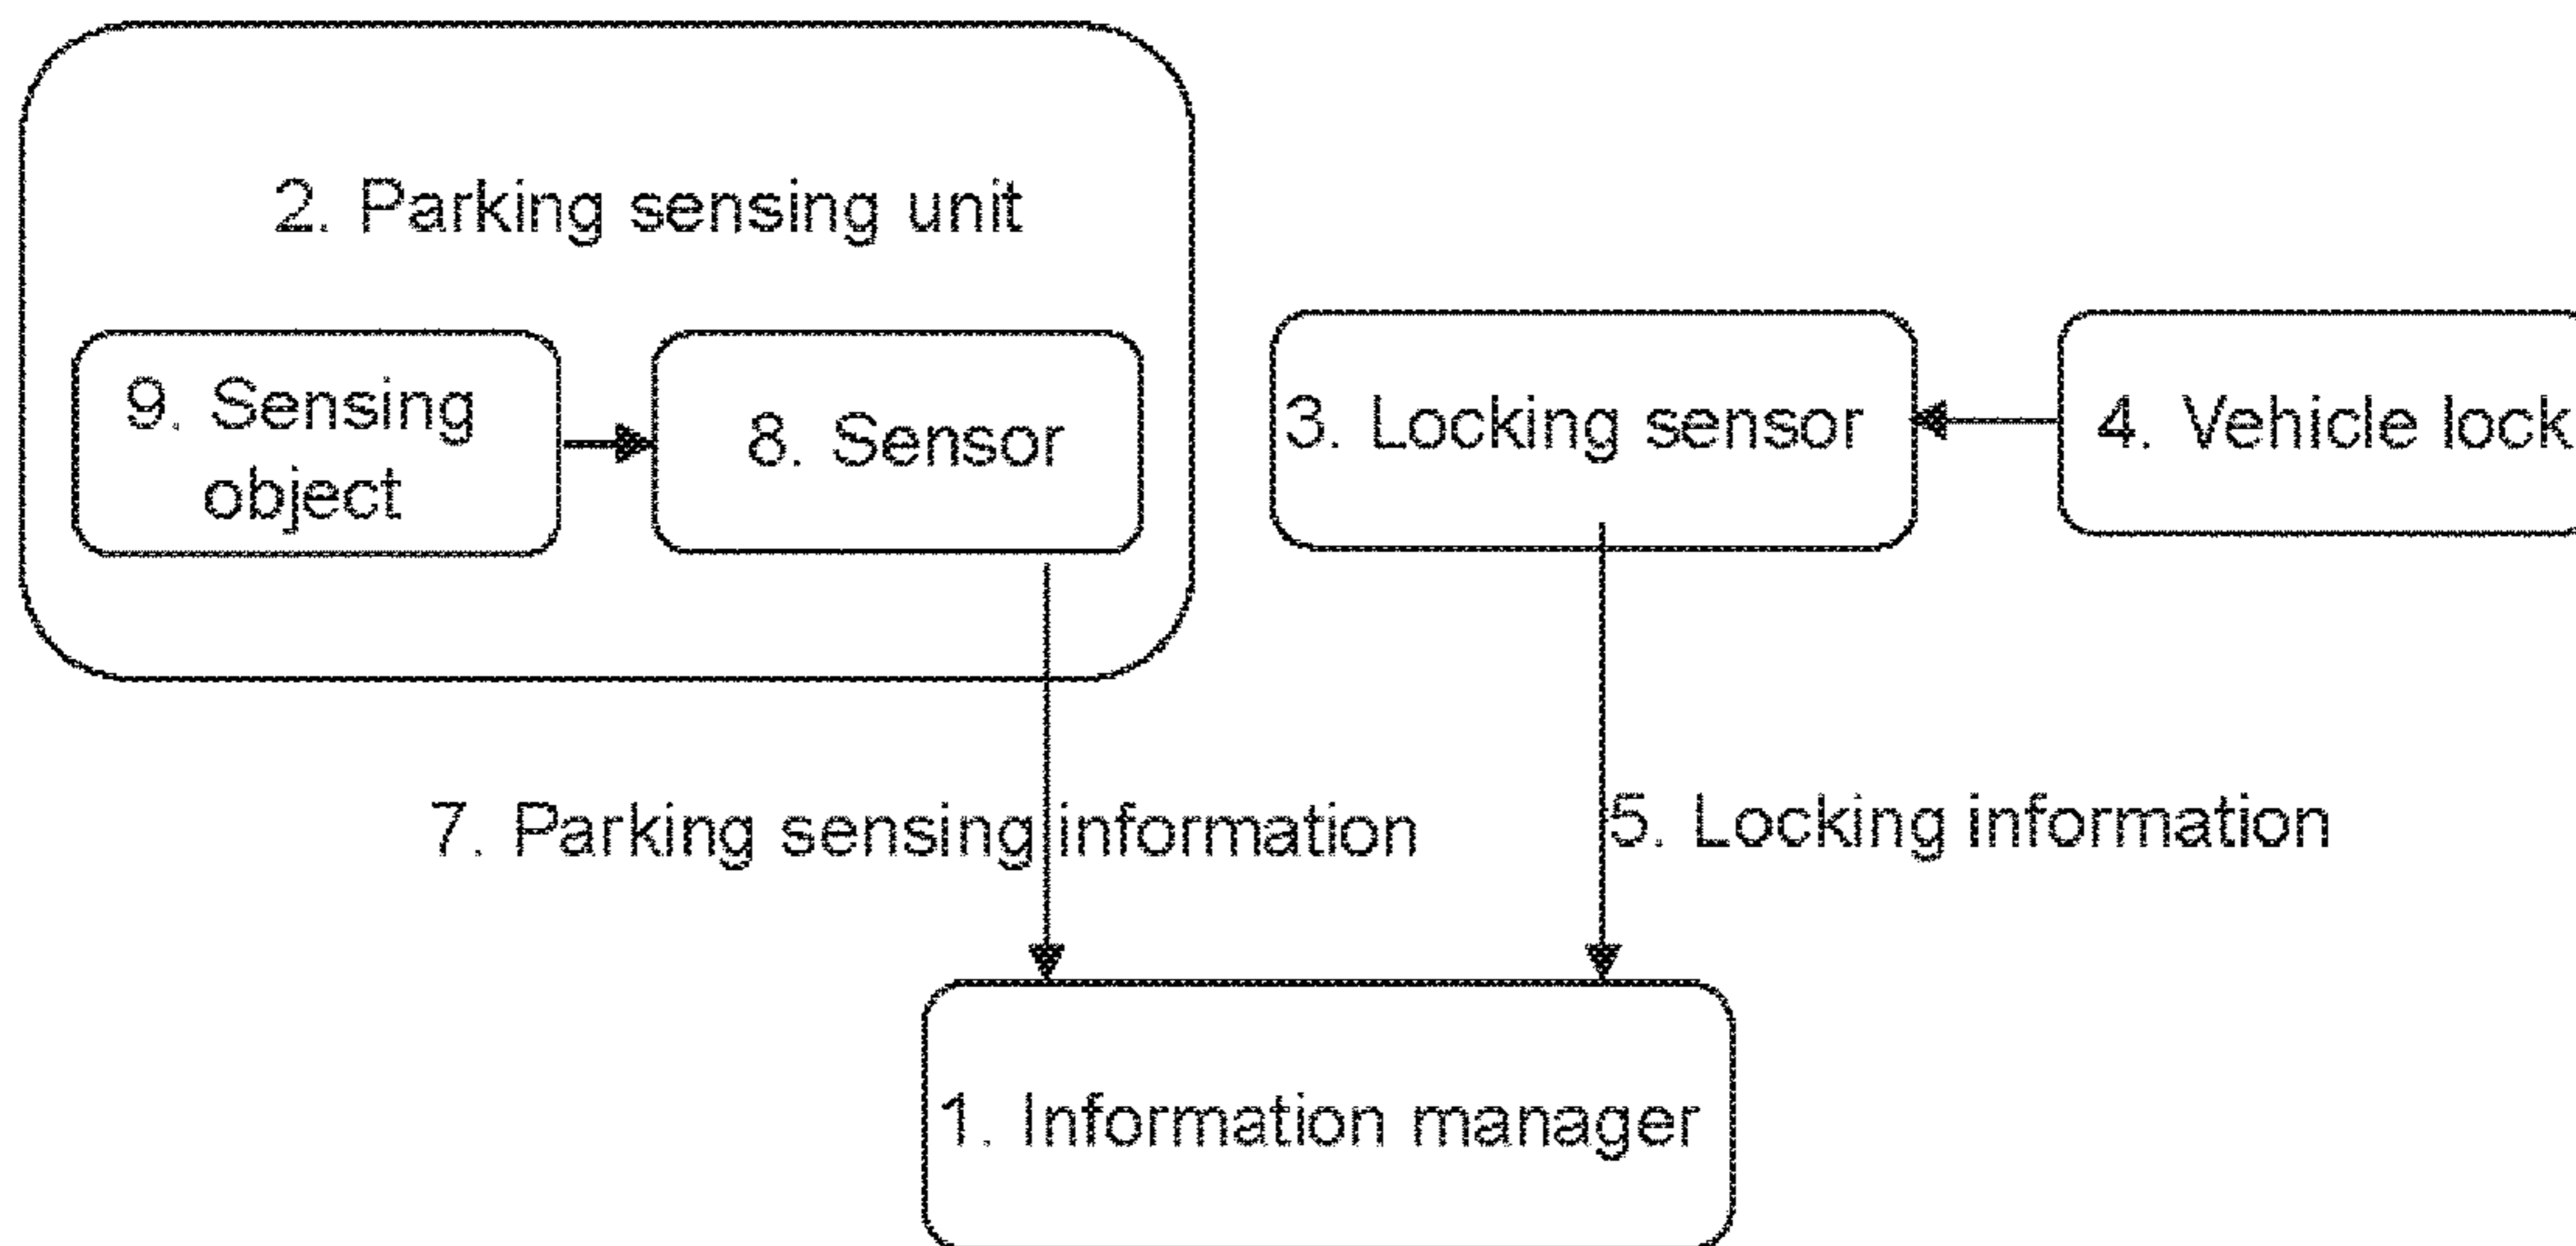 2. Parking sensing unit
9. Sensing
object
8. Sensor
3. Locking sensor
4. Vehicle lock
7. Parking sensing information
5. Locking information
1. Information manager